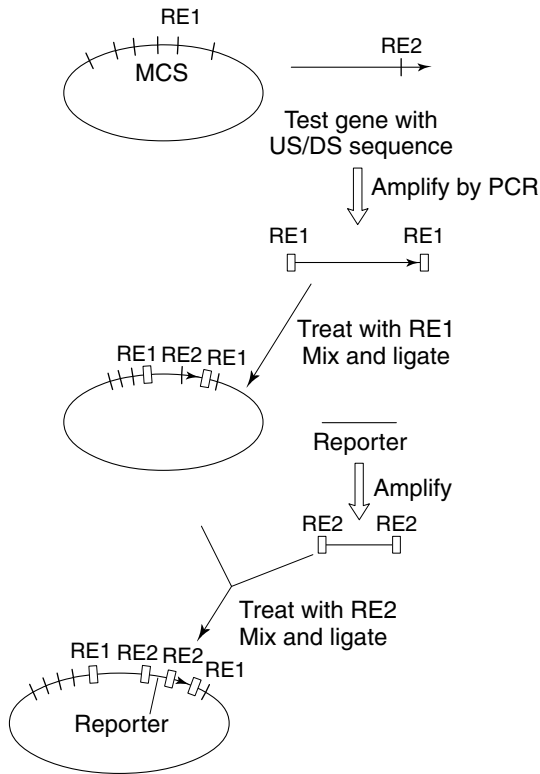 RE1
MCS
RE2
Test gene with
US/DS sequence
Amplify by PCR
RE1 RE1
Treat with RE1
Mix and ligate
RE1 RE2 RE1
Reporter
Amplify
RE2 RE2
Treat with RE2
Mix and ligate
RE1 RE2 RE2 RE1
Reporter